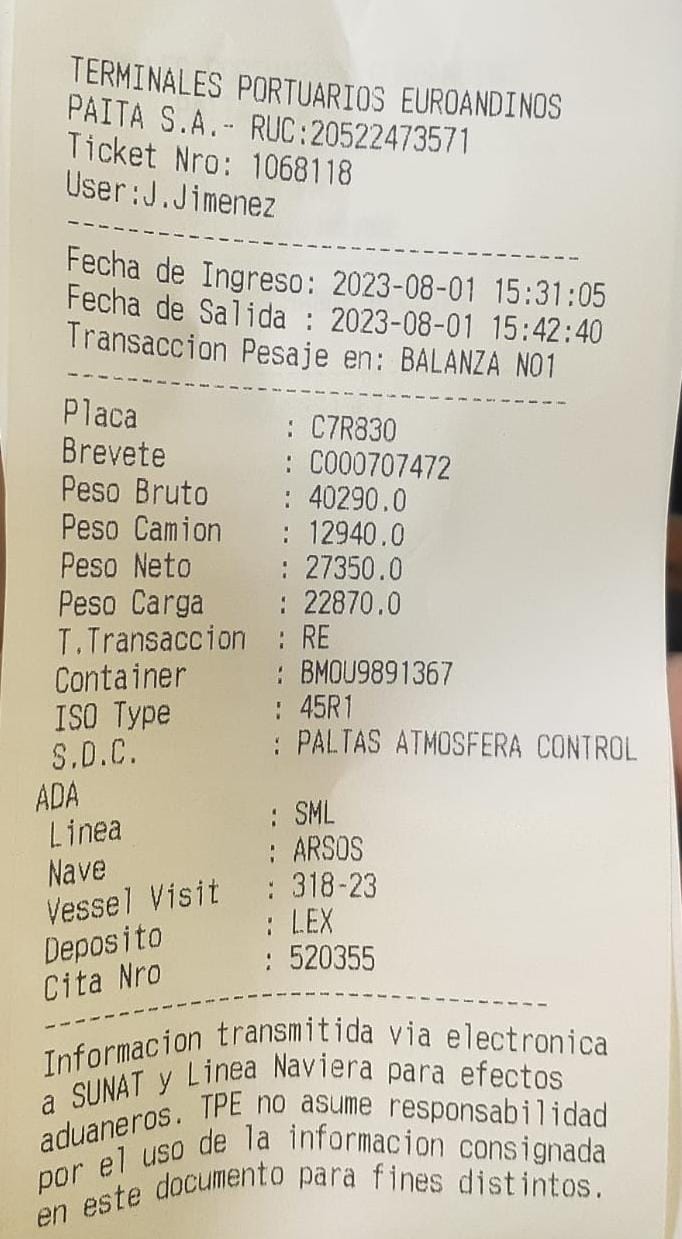 TERMINALES PORTUARIOS EUROANDINOS
PAITA S.A.- RUC:20522473571
Ticket Nro: 1068118
User:J.Jimenez
--------------------------------
Fecha de Ingreso: 2023-08-01 15:31:05
Fecha de Salida : 2023-08-01 15:42:40
Transaccion Pesaje en: BALANZA NO1
--------------------------------
Placa : C7R830
Brevete : C000707472
Peso Bruto : 40290.0
Peso Camion : 12940.0
Peso Neto : 27350.0
Peso Carga : 22870.0
T.Transaccion : RE
Container : BMOU9891367
ISO Type : 45R1
S.D.C. : PALTAS ATMOSFERA CONTROL
ADA
Linea : SML
Nave : ARSOS
Vessel Visit : 318-23
Deposito : LEX
Cita Nro : 520355
--------------------------------
Informacion transmitida via electronica
a SUNAT y Linea Naviera para efectos
aduaneros. TPE no asume responsabilidad
por el uso de la informacion consignada
en este documento para fines distintos.